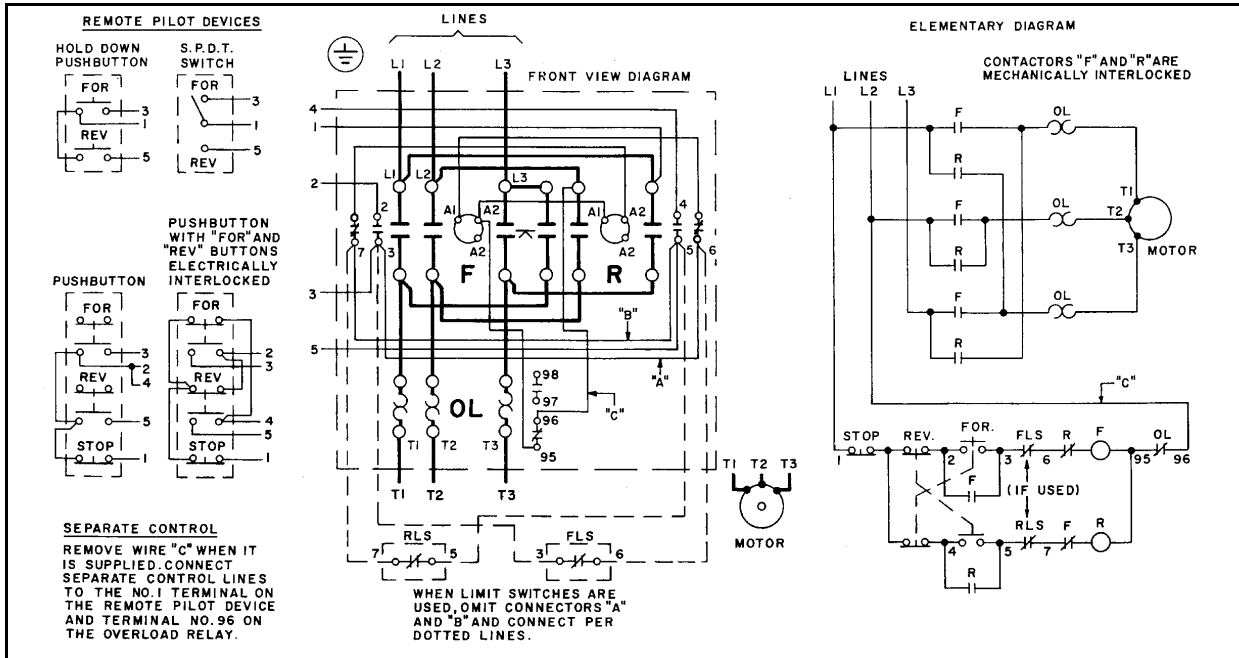 REMOTE PILOT DEVICES
HOLD DOWN
PUSHBUTTON
FOR
3
1
REV
5
S.P.D.T.
SWITCH
FOR
3
1
5
REV
PUSHBUTTON
FOR
3
2
4
REV
5
STOP
1
PUSHBUTTON
WITH "FOR" AND
"REV" BUTTONS
ELECTRICALLY
INTERLOCKED
FOR
2
3
REV
4
5
STOP
1
SEPARATE CONTROL
REMOVE WIRE "C" WHEN IT
IS SUPPLIED. CONNECT
SEPARATE CONTROL LINES
TO THE NO. 1 TERMINAL ON
THE REMOTE PILOT DEVICE
AND TERMINAL NO. 96 ON
THE OVERLOAD RELAY.
LINES
L1 L2 L3
FRONT VIEW DIAGRAM
4
1
L1 L2 L3
2
2 A1 A2 A1 A2 4
A2 A2
7 3 F R 5 6
3
"B"
5
"A"
98
97
OL
"C"
96
T1 T2 T3 95
T1 T2 T3
T1 T2 T3
MOTOR
RLS
7 5
FLS
3 6
WHEN LIMIT SWITCHES ARE
USED, OMIT CONNECTORS "A"
AND "B" AND CONNECT PER
DOTTED LINES.
ELEMENTARY DIAGRAM
CONTACTORS "F" AND "R" ARE
MECHANICALLY INTERLOCKED
LINES
L1 L2 L3
F OL
R
T1
F OL T2
T3
R MOTOR
F OL
R
"C"
STOP REV. FOR. FLS R F OL
1 2 3 6 95 96
F (IF USED)
RLS F R
4 5 7
R